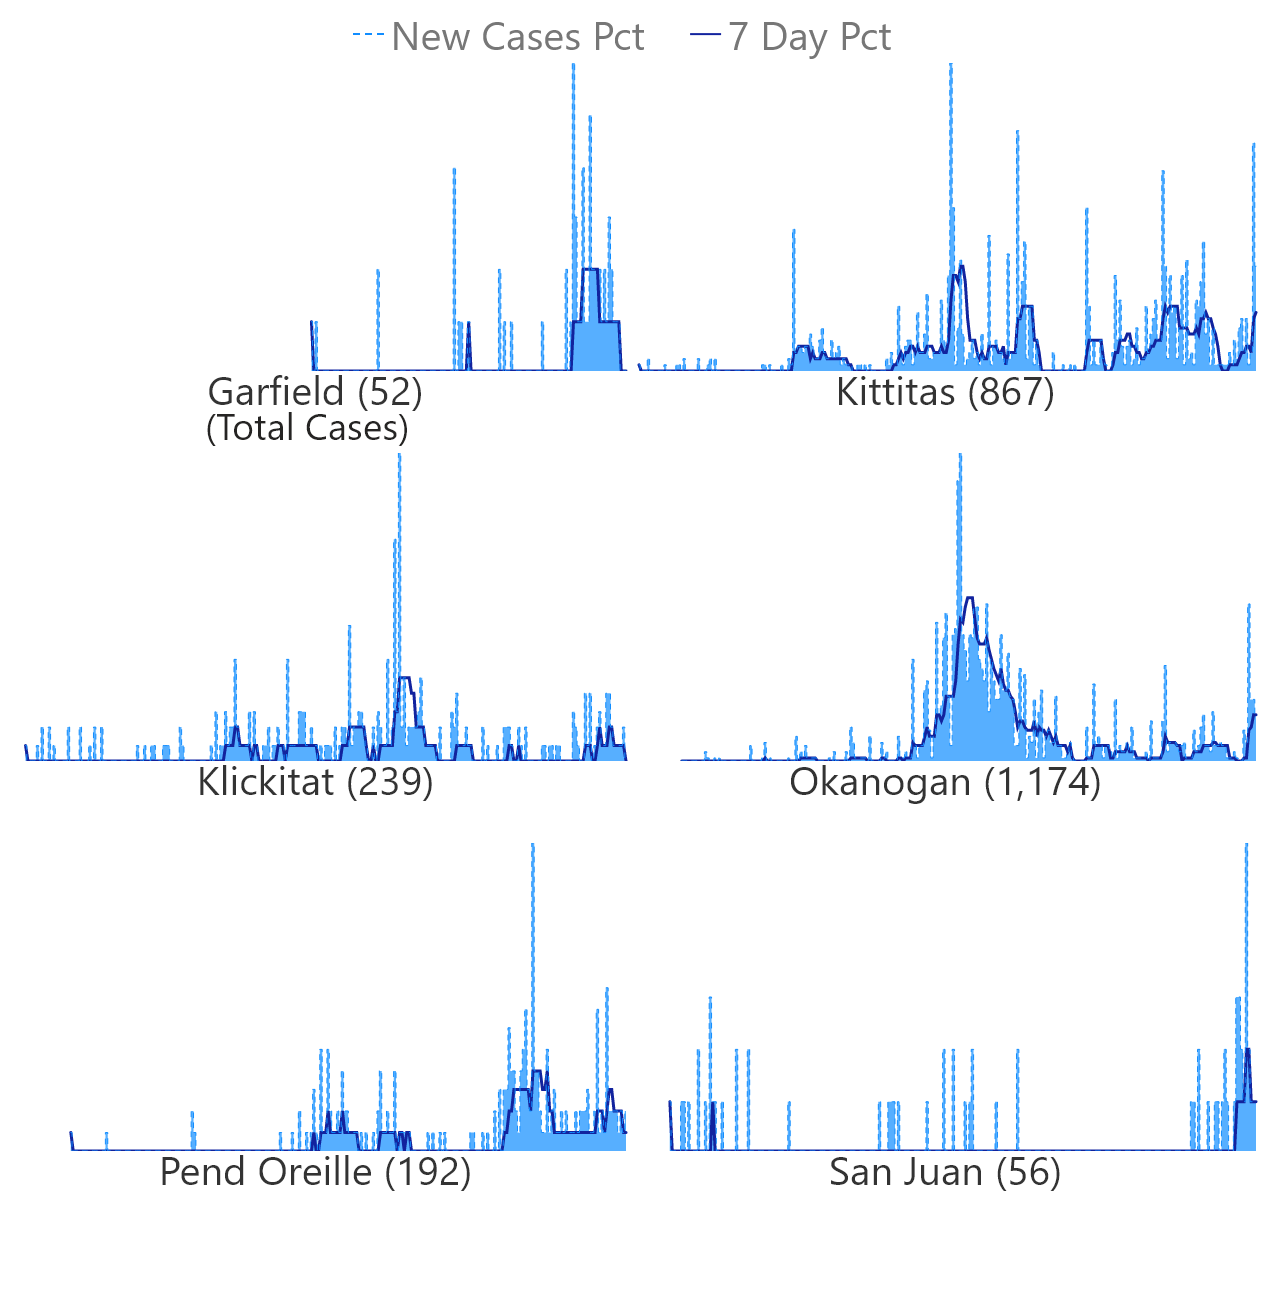 New Cases Pct 7 Day Pct
Garfield (52) Kittitas (867)
(Total Cases)
Klickitat (239) Okanogan (1,174)
Pend Oreille (192) San Juan (56)